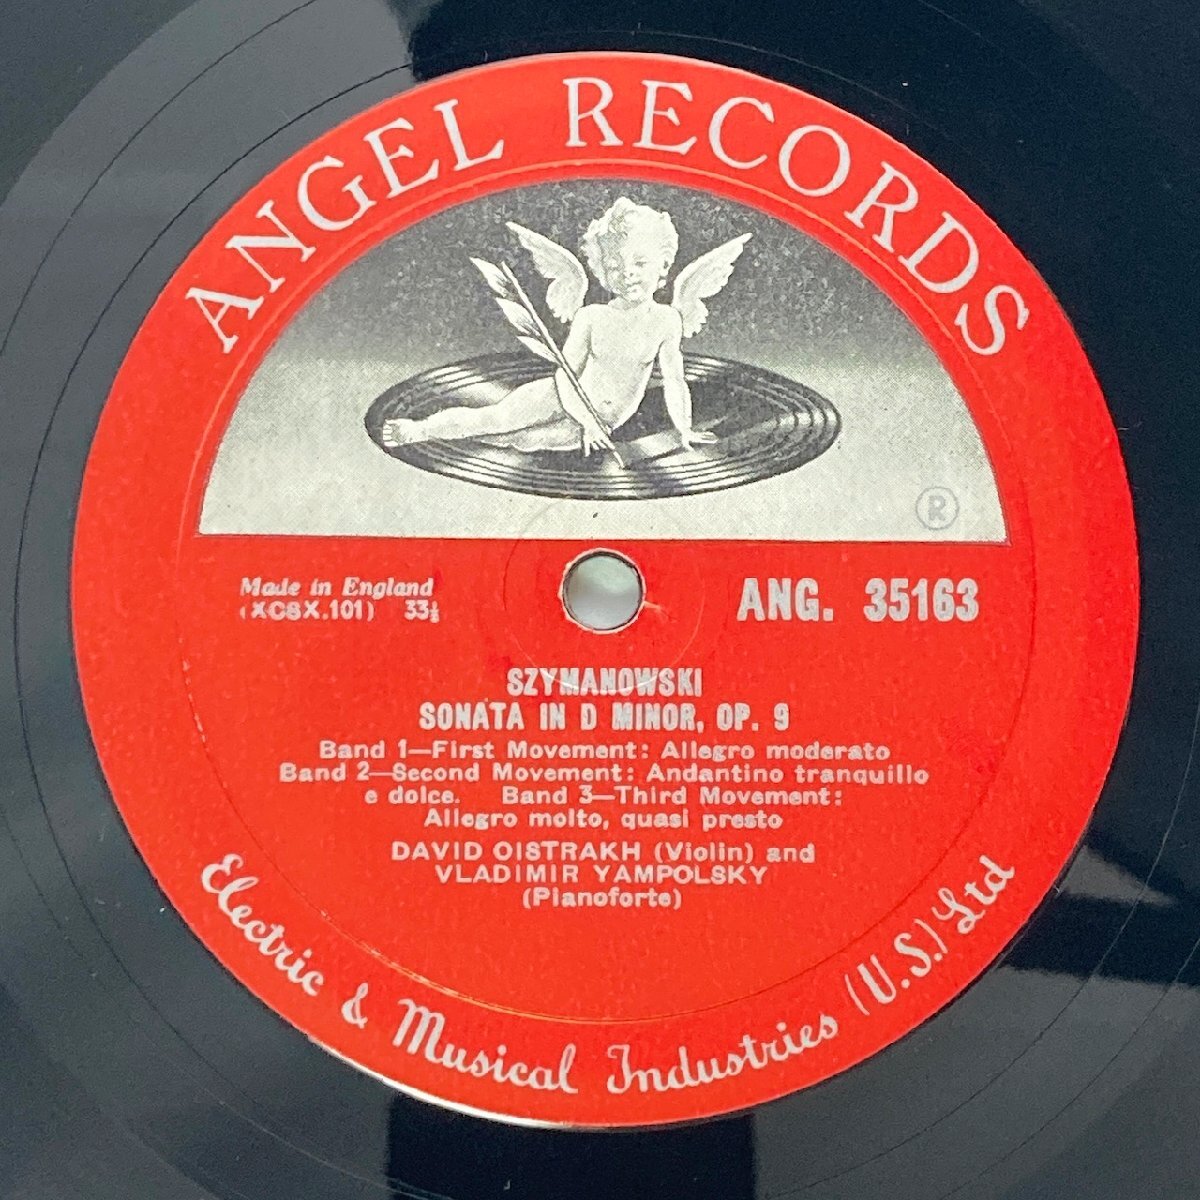 ANGEL RECORDS
®
Made in England
(XCSX.101) 33⅓
ANG. 35163
SZYMANOWSKI
SONATA IN D MINOR, OP. 9
Band 1—First Movement: Allegro moderato
Band 2—Second Movement: Andantino tranquillo
e dolce. Band 3—Third Movement:
Allegro molto, quasi presto
DAVID OISTRAKH (Violin) and
VLADIMIR YAMPOLSKY
(Pianoforte)
Electric & Musical Industries (U.S.) Ltd